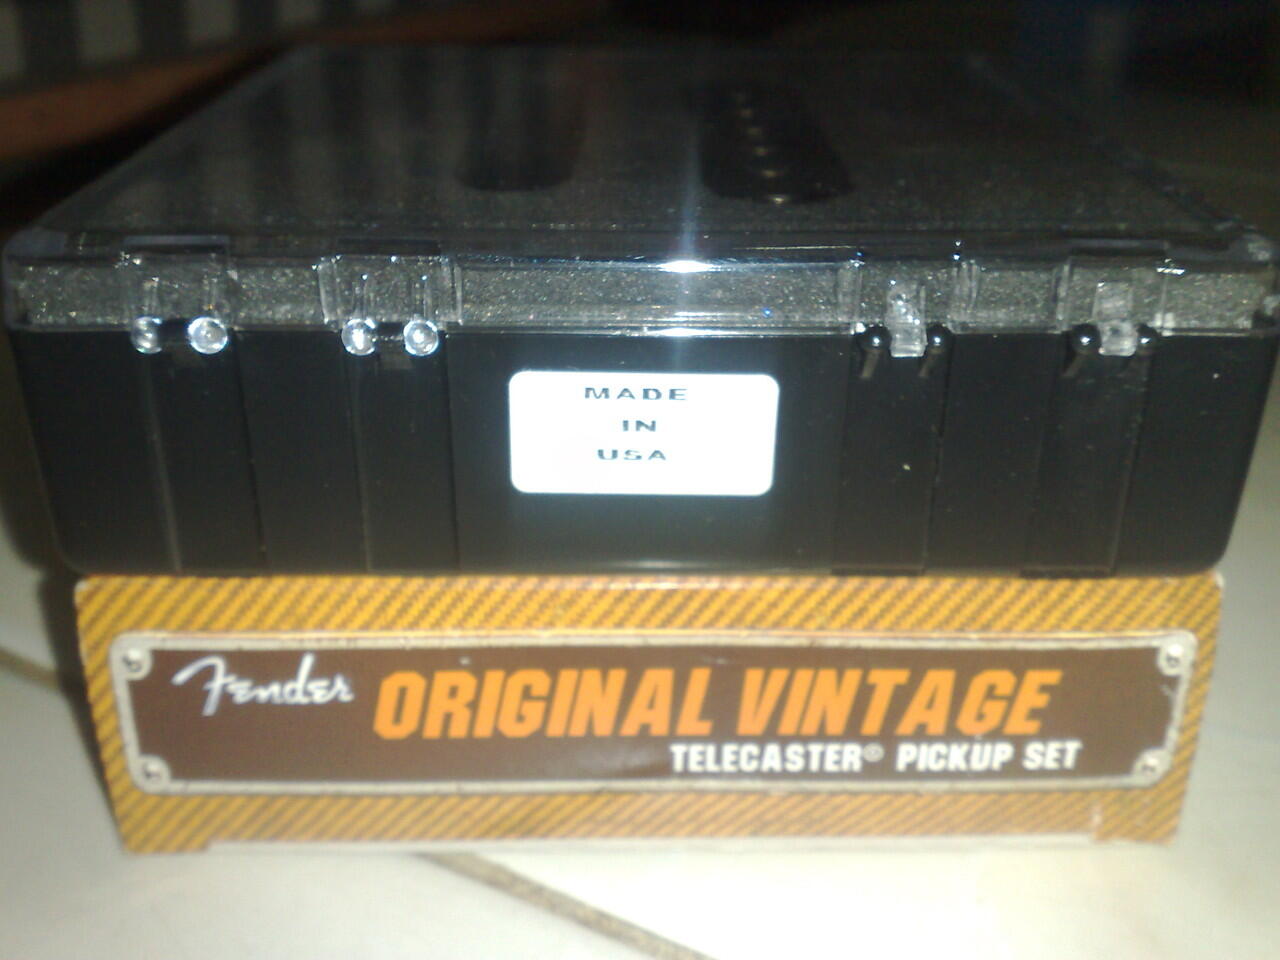 MADE
IN
USA
Fender ORIGINAL VINTAGE
TELECASTER® PICKUP SET